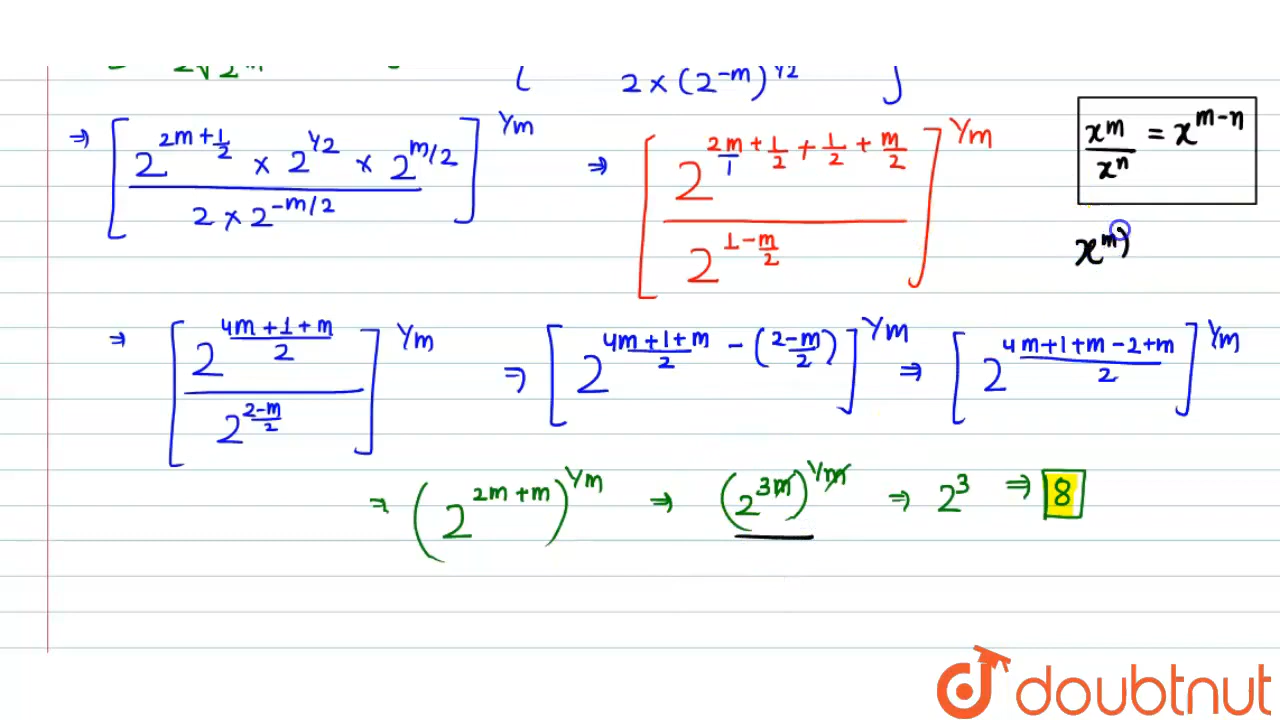 2√2^m
[ 2 × (2^-m)^1/2 ]
⇒ [ 2^(2m + 1/2) × 2^1/2 × 2^m/2 / 2 × 2^-m/2 ]^1/m ⇒ [ 2^(2m/1 + 1/2 + 1/2 + m/2) / 2^(1 - m/2) ]^1/m
x^m / x^n = x^m-n
x^m)
⇒ [ 2^(4m+1+m / 2) / 2^(2-m / 2) ]^1/m ⇒ [ 2^(4m+1+m / 2 - (2-m / 2)) ]^1/m ⇒ [ 2^(4m+1+m-2+m / 2) ]^1/m
⇒ (2^2m+m)^1/m ⇒ (2^3m)^1/m ⇒ 2^3 ⇒ 8
doubtnut